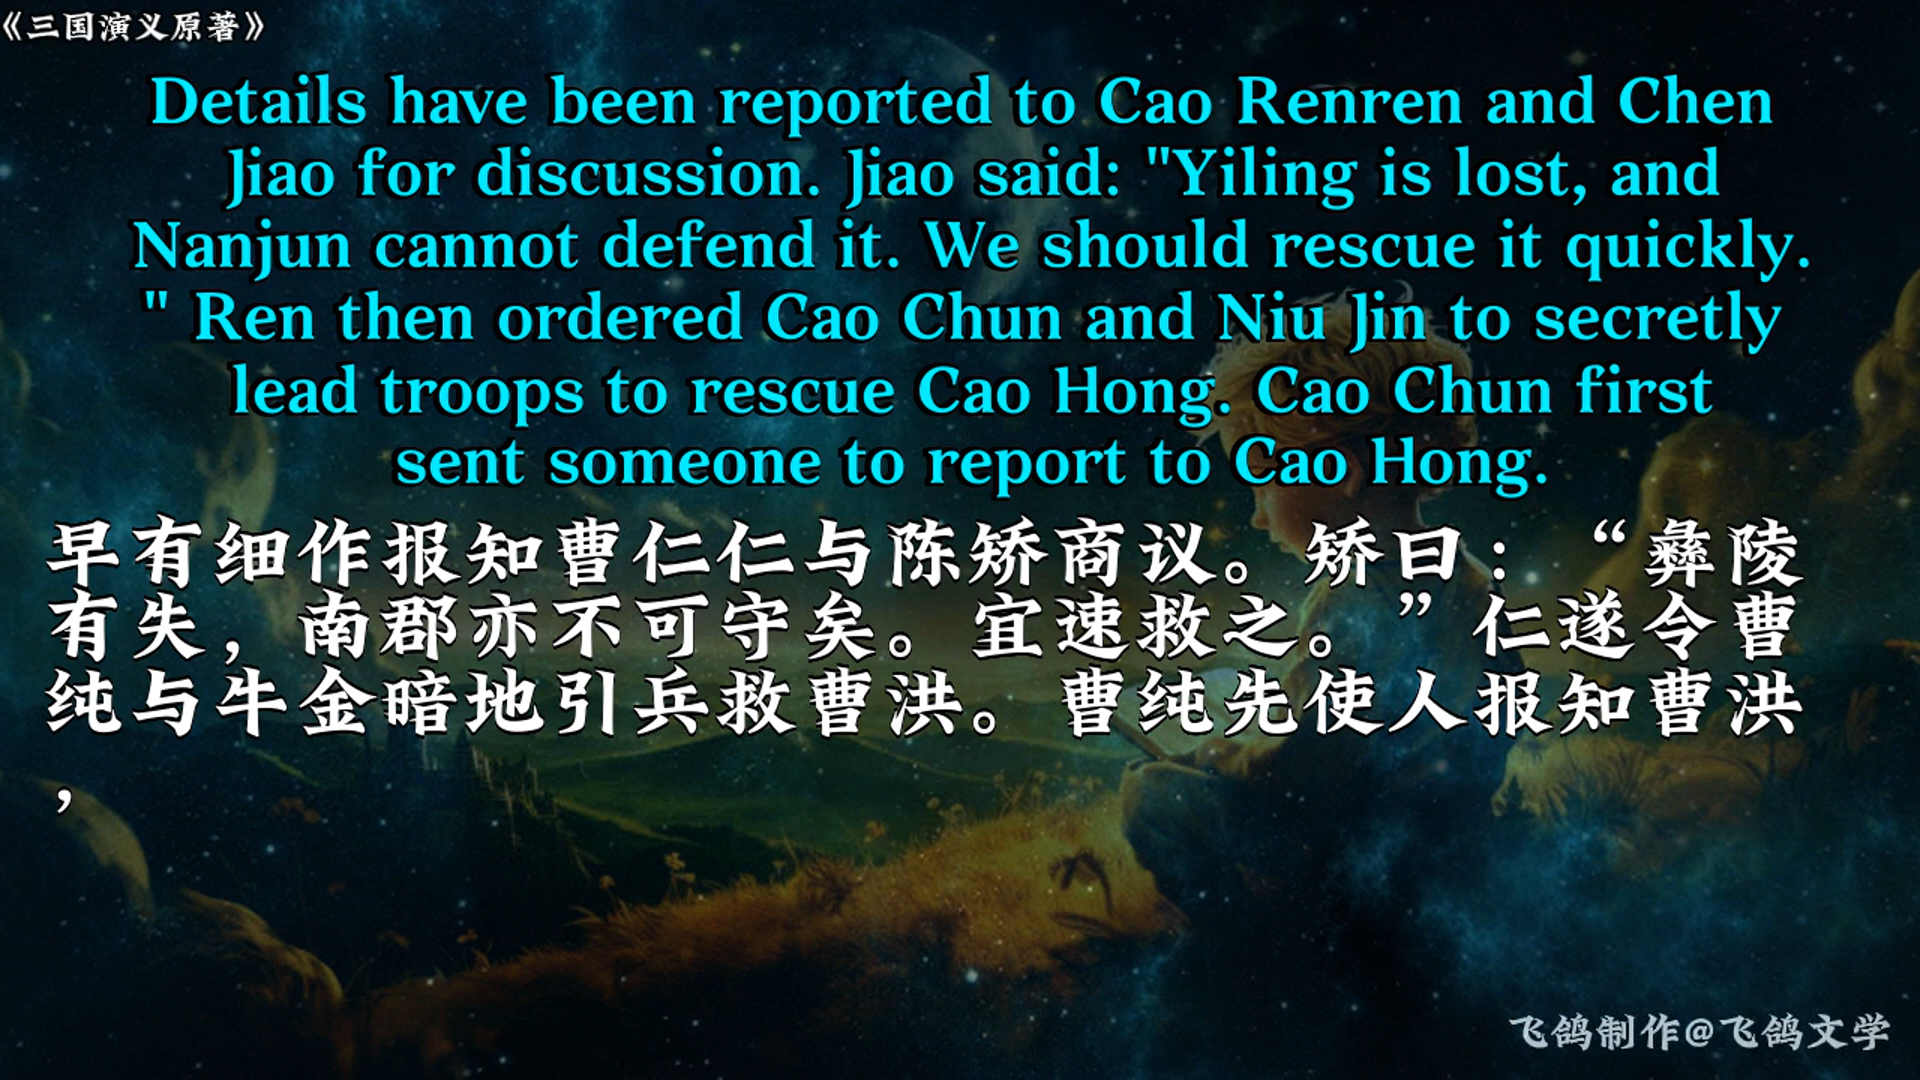 《三国演义原著》
Details have been reported to Cao Renren and Chen
Jiao for discussion. Jiao said: "Yiling is lost, and
Nanjun cannot defend it. We should rescue it quickly.
" Ren then ordered Cao Chun and Niu Jin to secretly
lead troops to rescue Cao Hong. Cao Chun first
sent someone to report to Cao Hong.
早有细作报知曹仁仁与陈矫商议。矫曰：“彝陵
有失，南郡亦不可守矣。宜速救之。”仁遂令曹
纯与牛金暗地引兵救曹洪。曹纯先使人报知曹洪
，
飞鸽制作@飞鸽文学